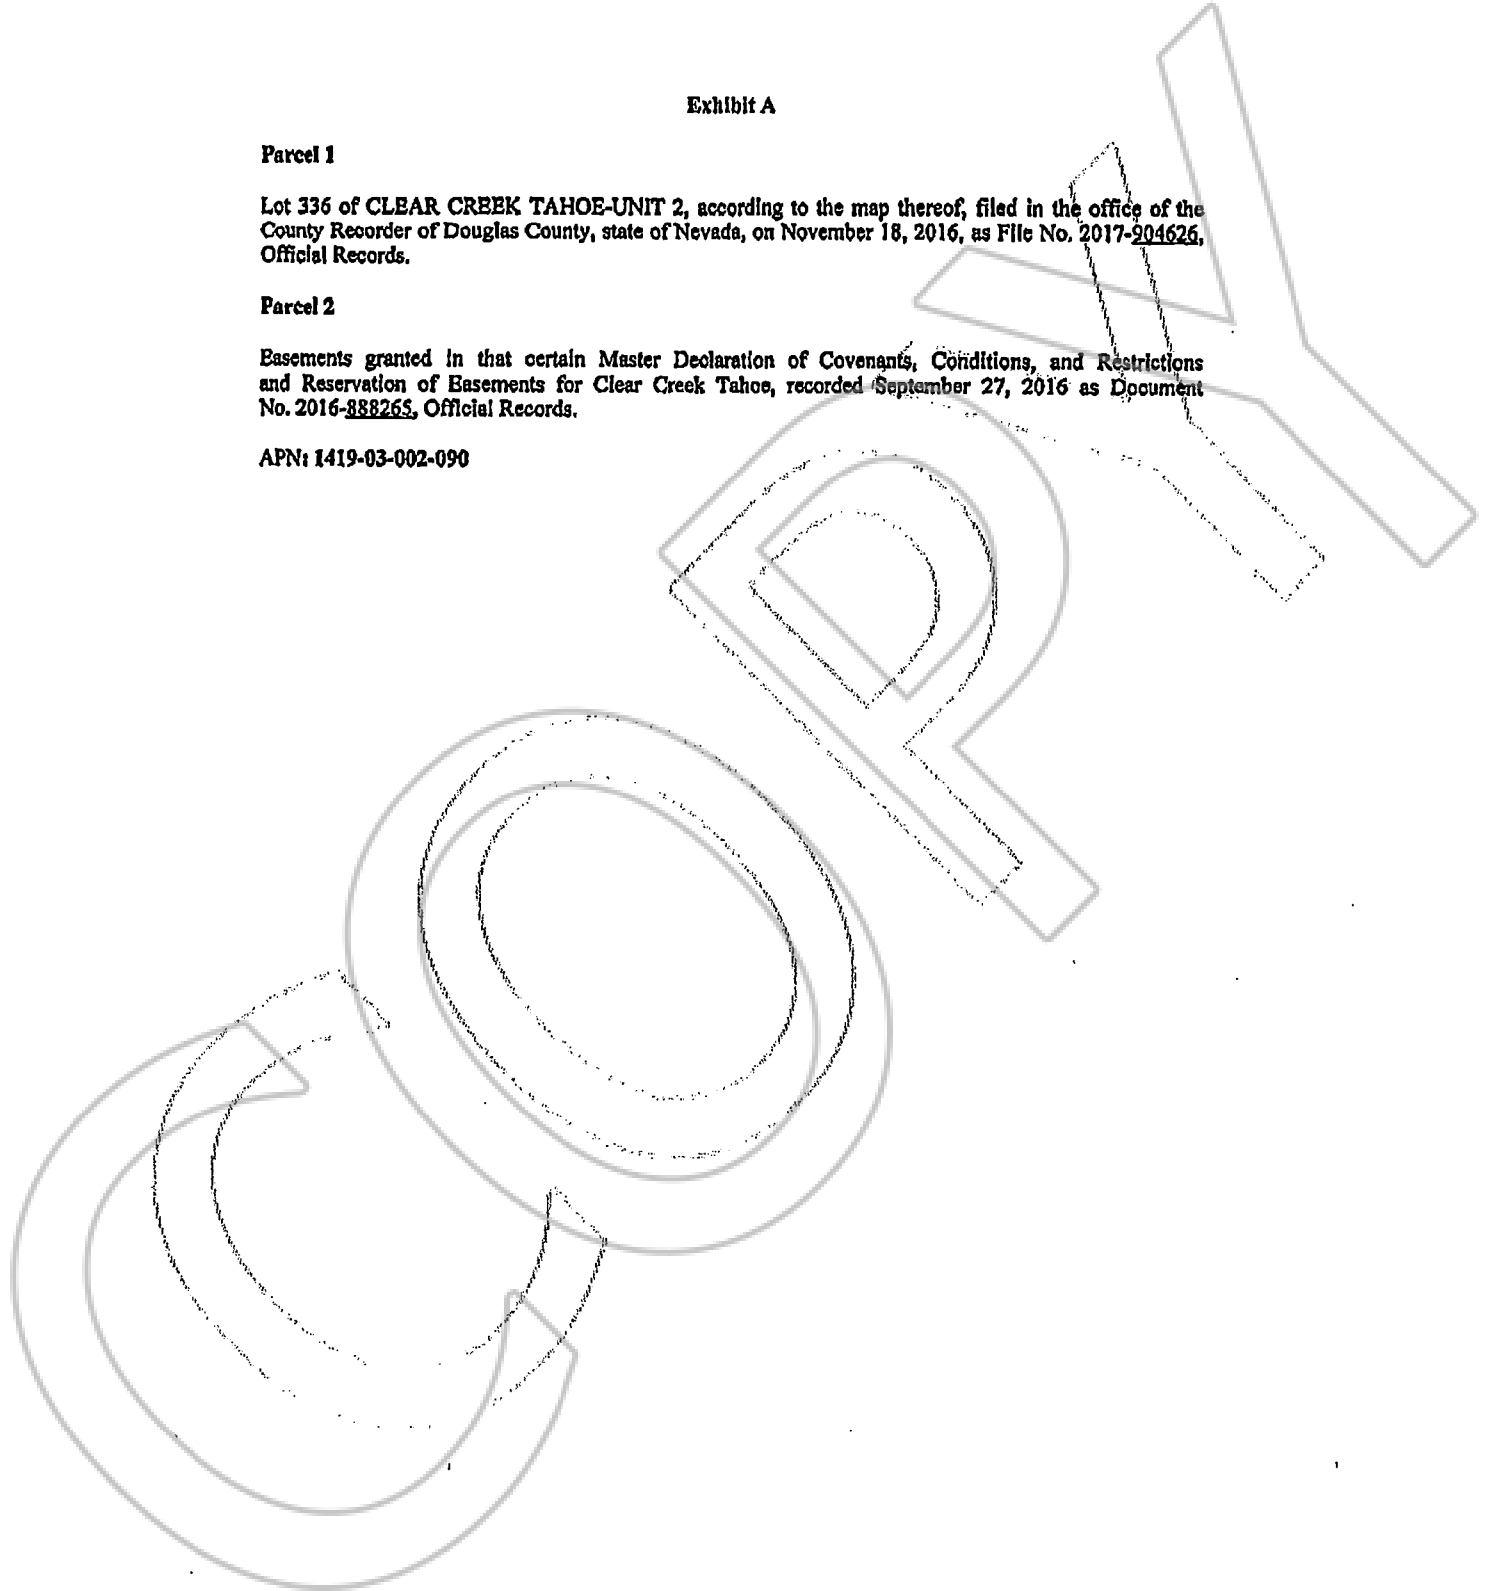 Exhibit A
Parcel 1
Lot 336 of CLEAR CREEK TAHOE-UNIT 2, according to the map thereof, filed in the office of the
County Recorder of Douglas County, state of Nevada, on November 18, 2016, as File No. 2017-904626,
Official Records.
Parcel 2
Easements granted in that certain Master Declaration of Covenants, Conditions, and Restrictions
and Reservation of Easements for Clear Creek Tahoe, recorded September 27, 2016 as Document
No. 2016-888265, Official Records.
APN: 1419-03-002-090
COPY